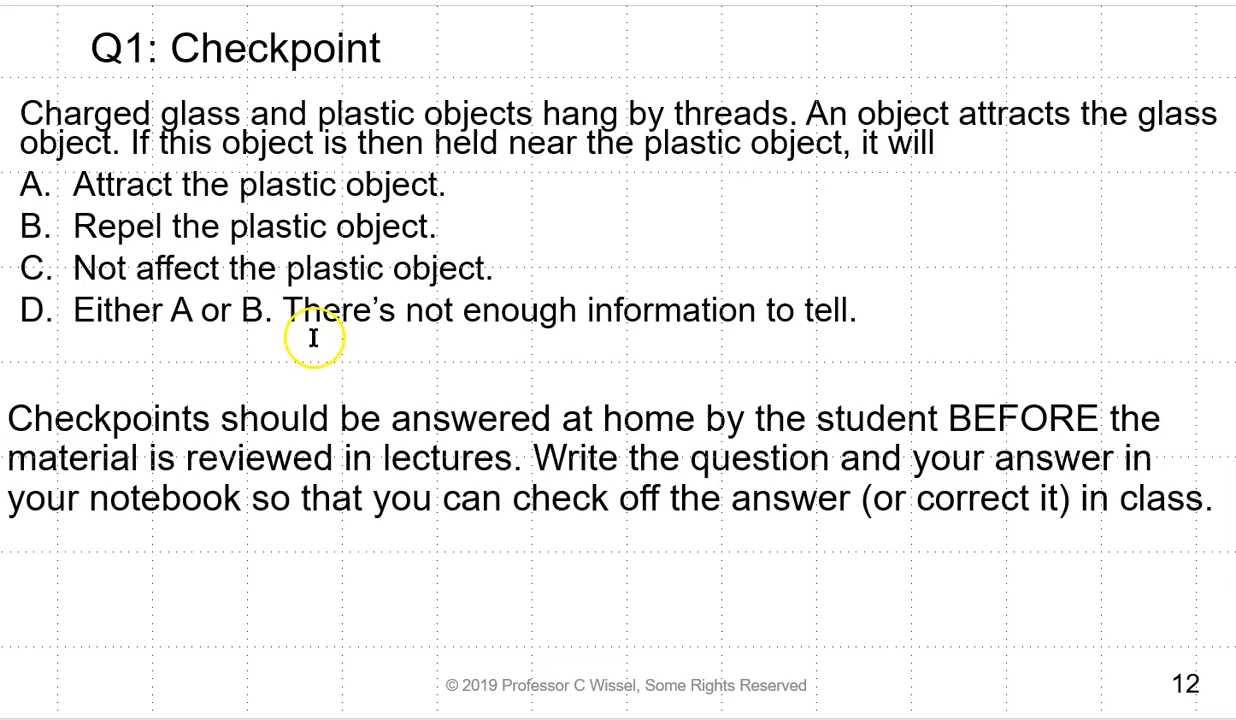 Q1: Checkpoint
Charged glass and plastic objects hang by threads. An object attracts the glass
object. If this object is then held near the plastic object, it will
A. Attract the plastic object.
B. Repel the plastic object.
C. Not affect the plastic object.
D. Either A or B. There’s not enough information to tell.
Checkpoints should be answered at home by the student BEFORE the
material is reviewed in lectures. Write the question and your answer in
your notebook so that you can check off the answer (or correct it) in class.
© 2019 Professor C Wissel, Some Rights Reserved
12